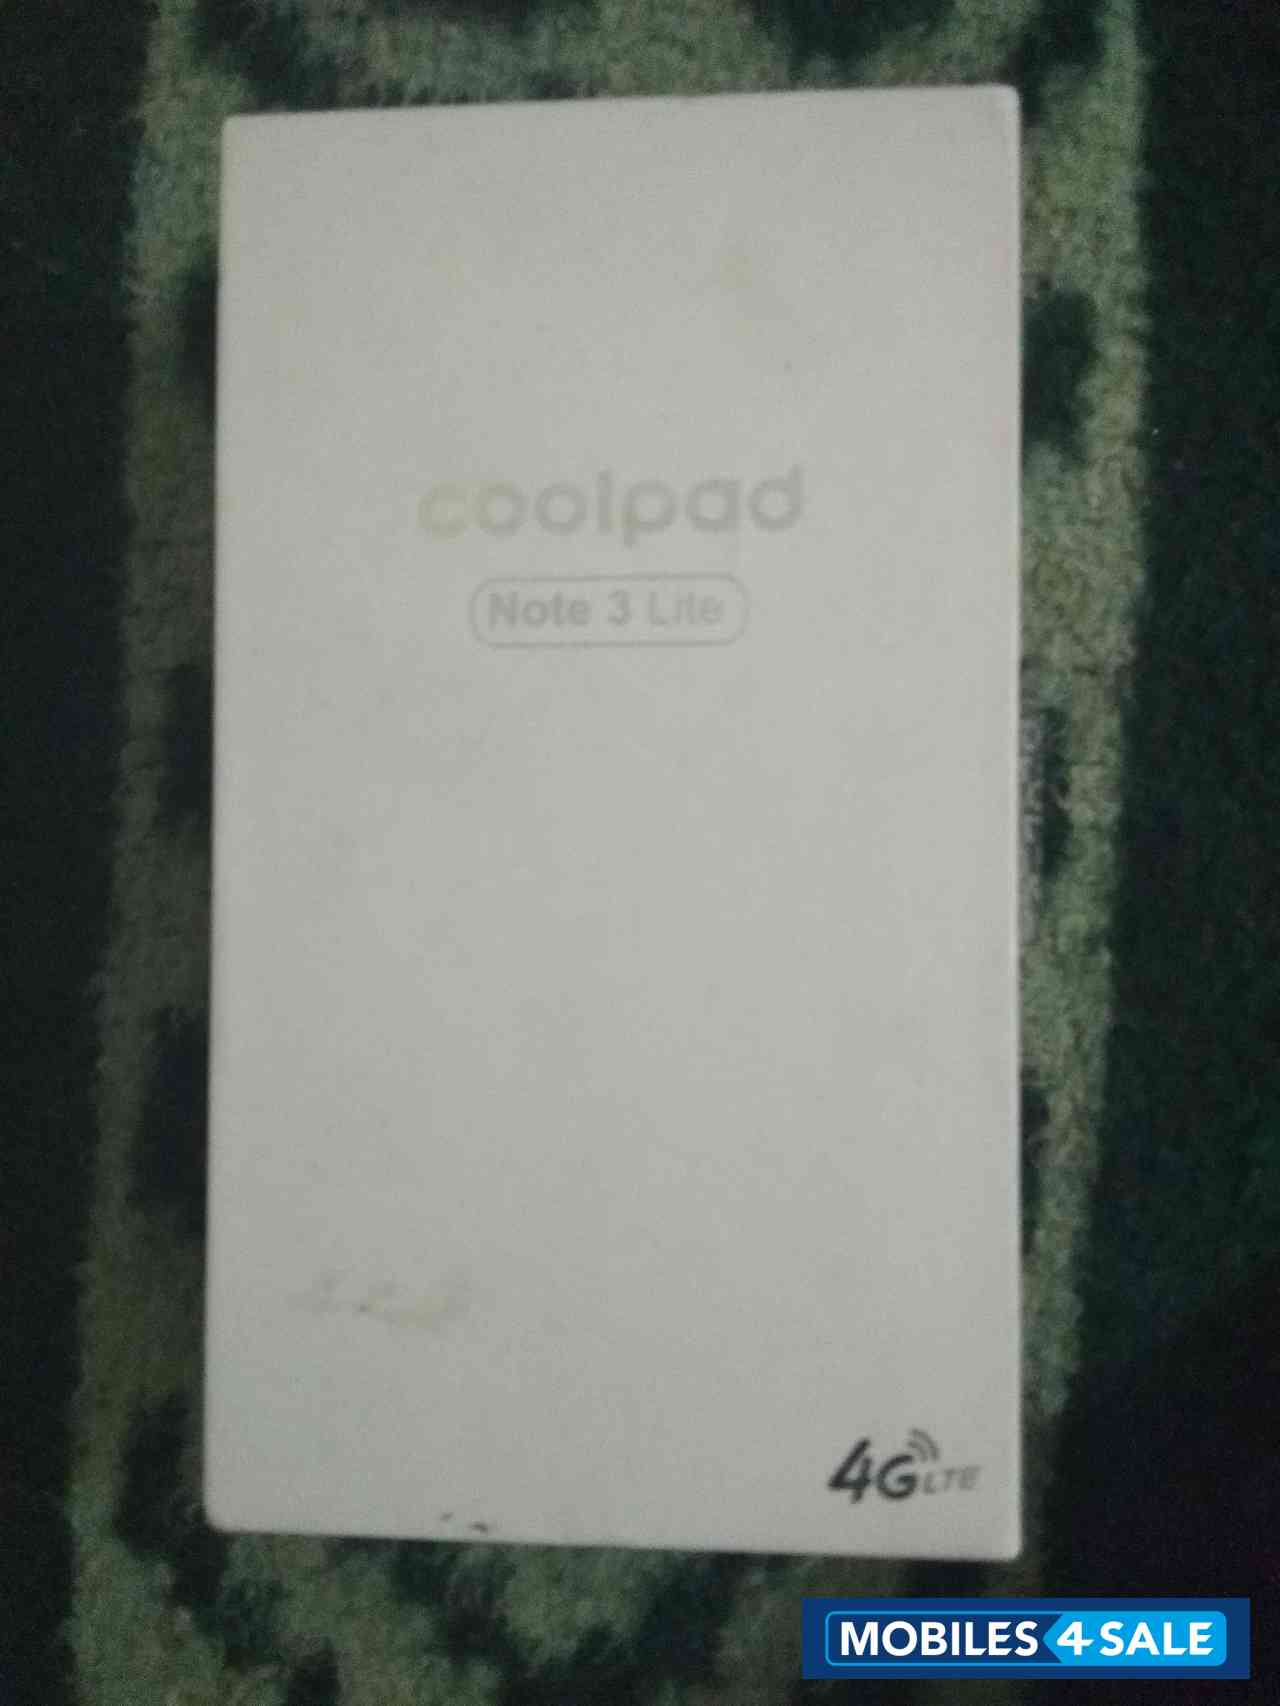 coolpad
Note 3 Lite
4G LTE
MOBILES 4 SALE